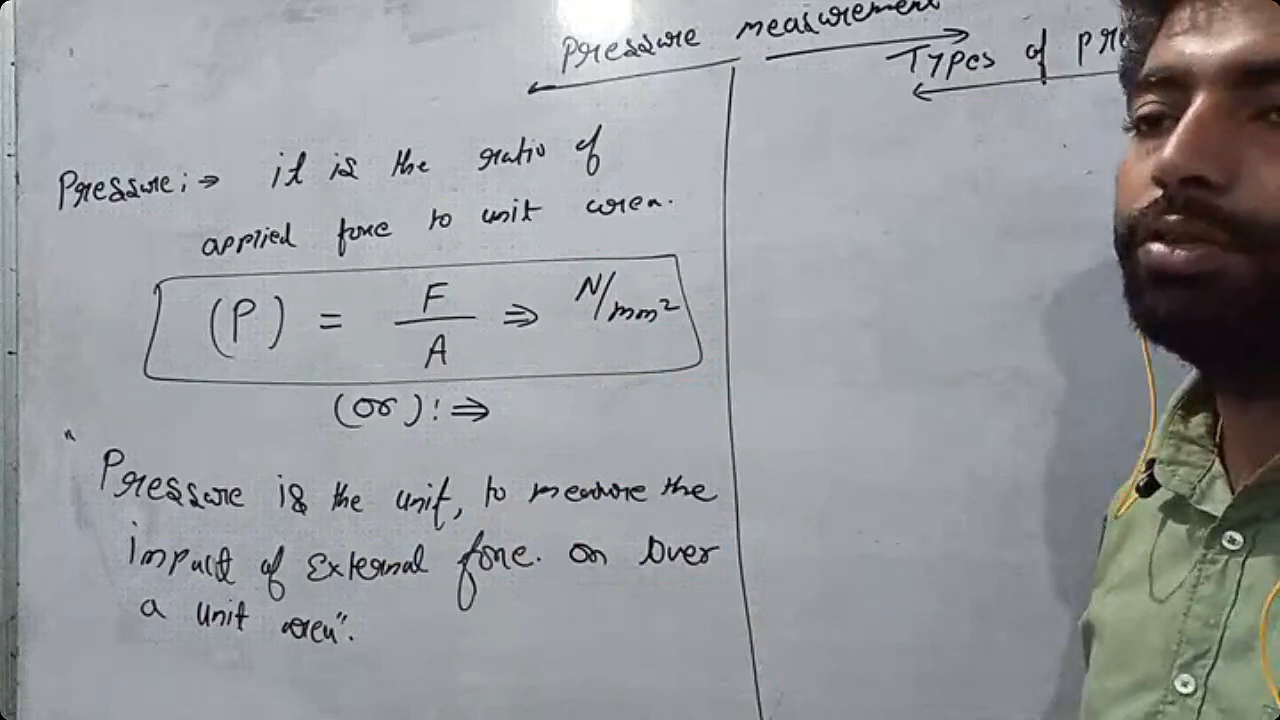 Pressure measurement
Types of pre
Pressure:→ it is the ratio of
applied force to unit area.
(P) = F/A ⇒ N/mm²
(or):⇒
"Pressure is the unit, to measure the
impact of External force. on over
a unit area".